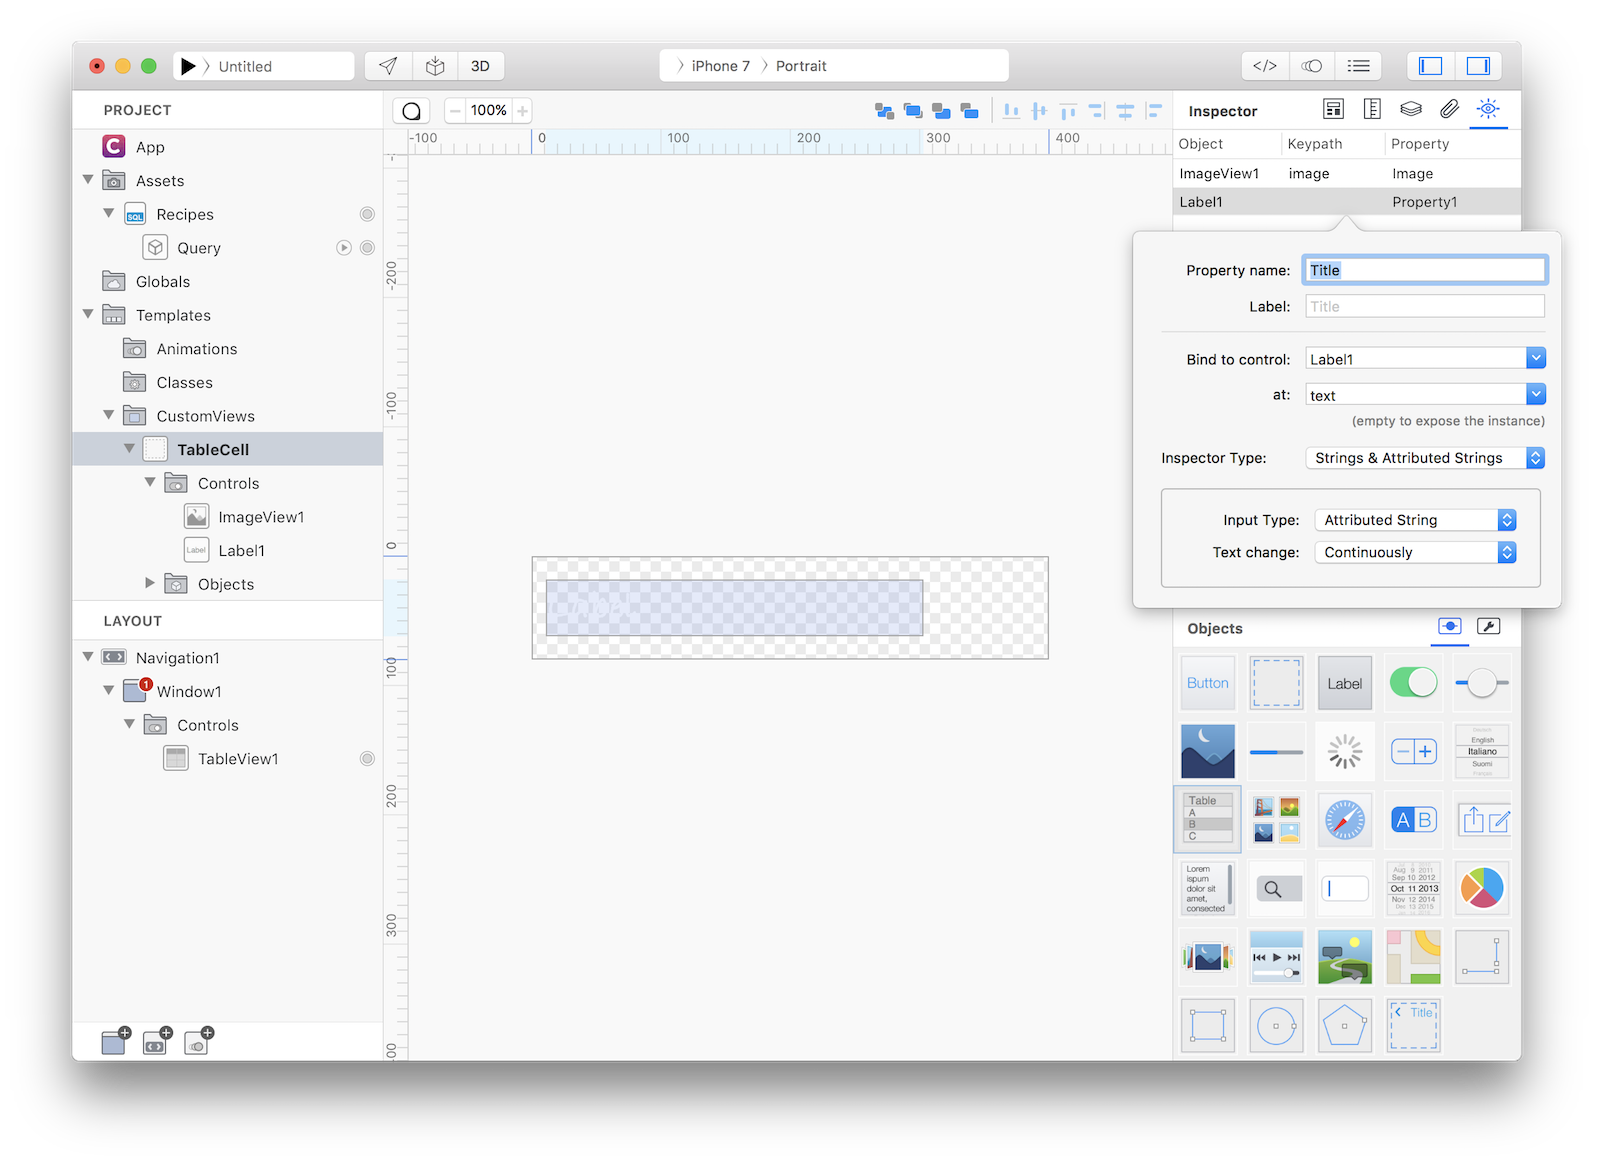 Untitled
3D
iPhone 7
Portrait
</>
PROJECT
App
Assets
SQL
Recipes
Query
Globals
Templates
Animations
Classes
CustomViews
TableCell
Controls
ImageView1
Label
Label1
Objects
LAYOUT
Navigation1
1
Window1
Controls
TableView1
100%
-100
0
100
200
300
400
-200
-100
0
100
200
300
Inspector
Object Keypath Property
ImageView1 image Image
Label1 Property1
Property name: Title
Label: Title
Bind to control: Label1
at: text
(empty to expose the instance)
Inspector Type: Strings & Attributed Strings
Input Type: Attributed String
Text change: Continuously
Objects
Button
Label
English
Italiano
Suomi
Table
A
B
C
A B
Lorem
ispum
dolor sit
amet,
consected
Aug 9 2011
Sep 10 2012
Oct 11 2013
Nov 12 2014
Dec 13 2015
Title